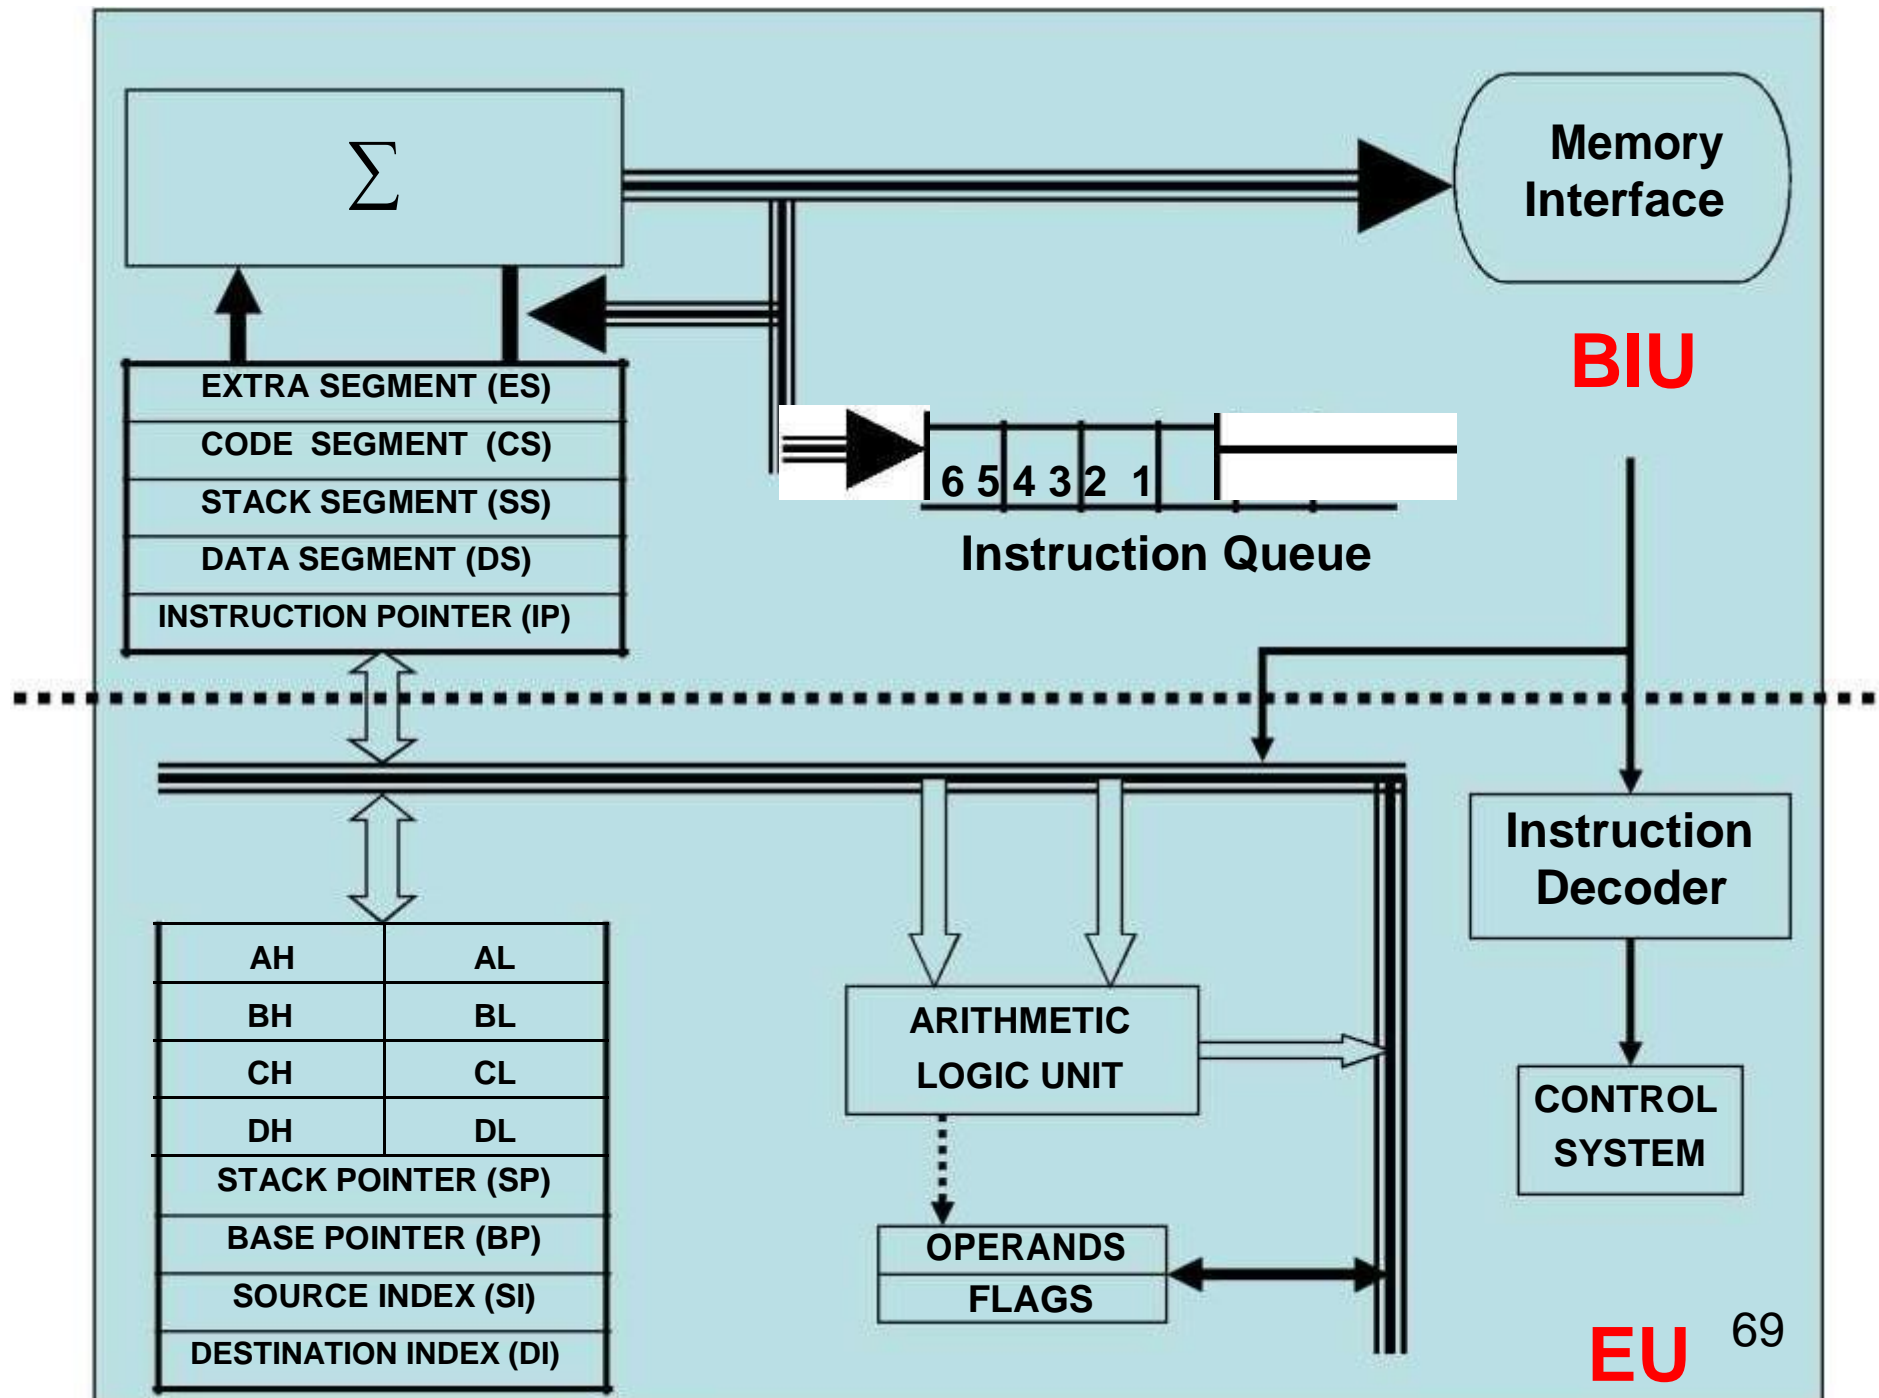 ∑
Memory
Interface
BIU
EXTRA SEGMENT (ES)
CODE SEGMENT (CS)
STACK SEGMENT (SS)
DATA SEGMENT (DS)
INSTRUCTION POINTER (IP)
6 5 4 3 2 1
Instruction Queue
Instruction
Decoder
CONTROL
SYSTEM
AH AL
BH BL
CH CL
DH DL
STACK POINTER (SP)
BASE POINTER (BP)
SOURCE INDEX (SI)
DESTINATION INDEX (DI)
ARITHMETIC
LOGIC UNIT
OPERANDS
FLAGS
EU
69